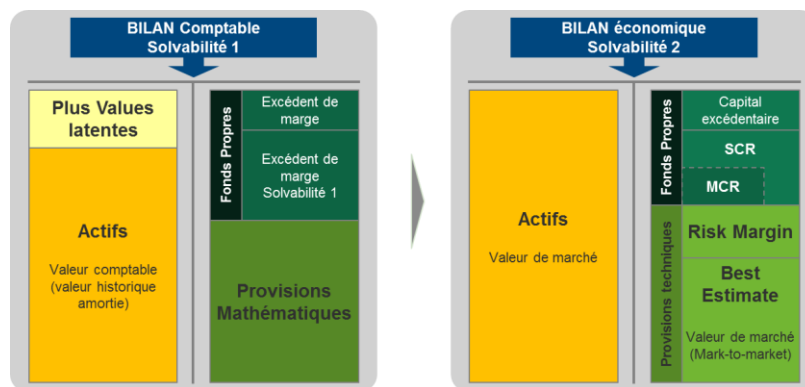 BILAN Comptable
Solvabilité 1
Plus Values
latentes
Actifs
Valeur comptable
(valeur historique
amortie)
Fonds Propres
Excédent de
marge
Excédent de
marge
Solvabilité 1
Provisions
Mathématiques
BILAN économique
Solvabilité 2
Actifs
Valeur de marché
Fonds Propres
Capital
excédentaire
SCR
MCR
Provisions techniques
Risk Margin
Best
Estimate
Valeur de marché
(Mark-to-market)